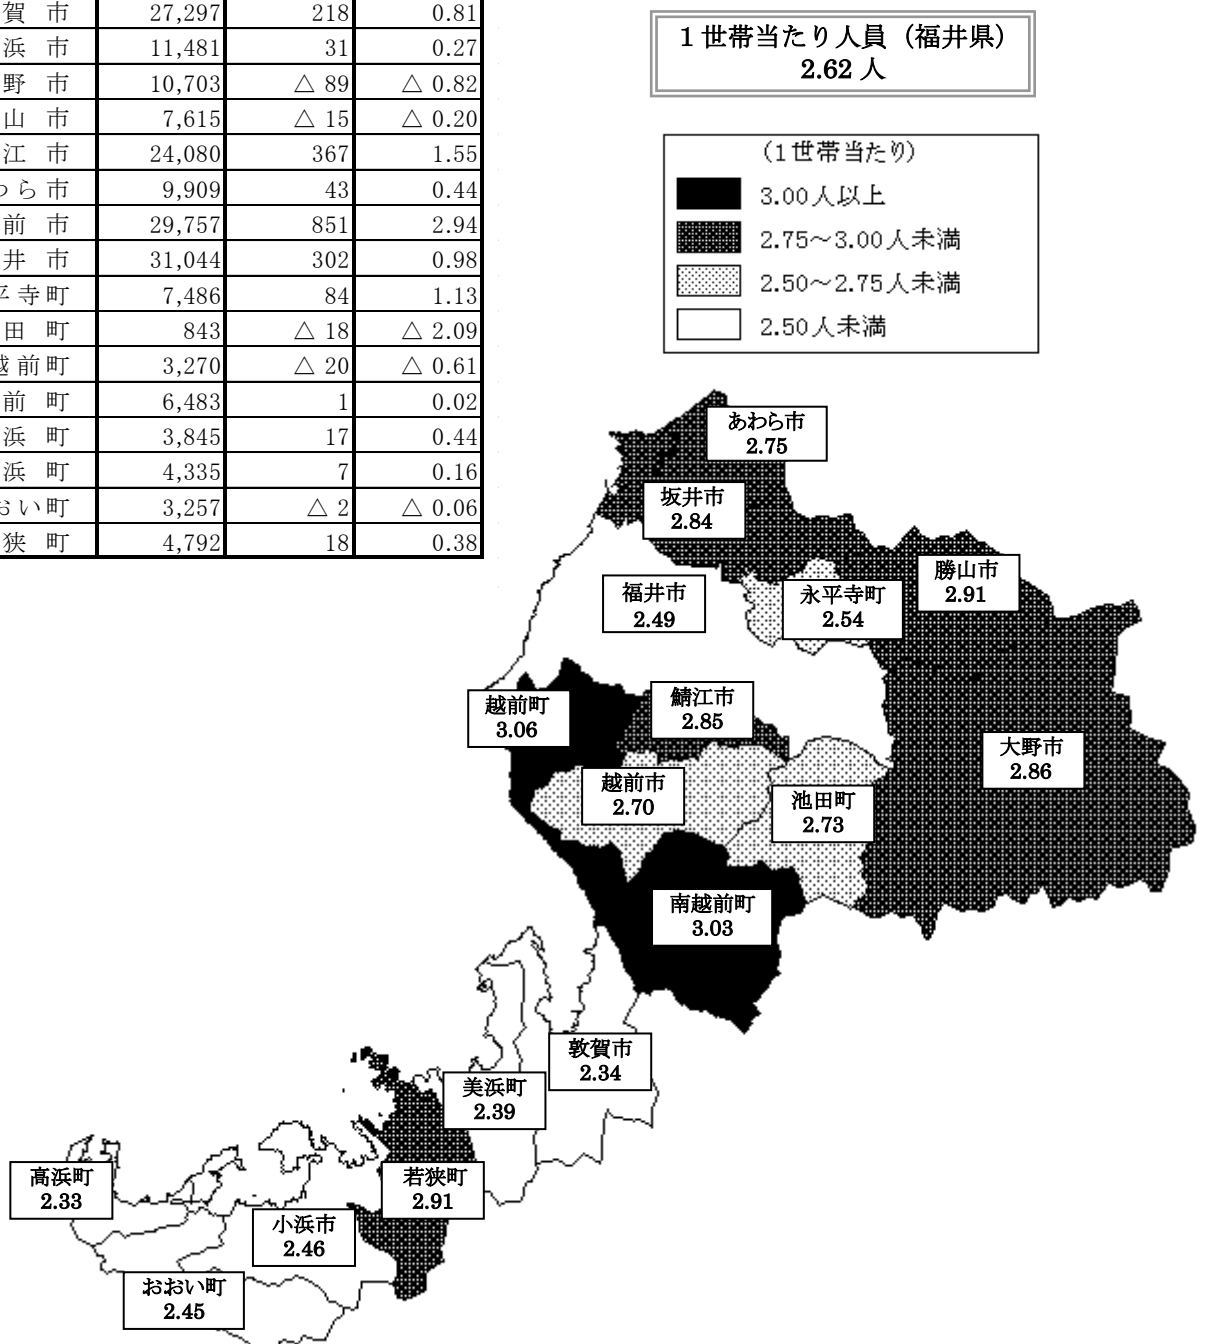 賀 市 27,297 218 0.81
浜 市 11,481 31 0.27
野 市 10,703 △ 89 △ 0.82
山 市 7,615 △ 15 △ 0.20
江 市 24,080 367 1.55
わら市 9,909 43 0.44
前 市 29,757 851 2.94
井 市 31,044 302 0.98
平寺町 7,486 84 1.13
田 町 843 △ 18 △ 2.09
越前町 3,270 △ 20 △ 0.61
前 町 6,483 1 0.02
浜 町 3,845 17 0.44
浜 町 4,335 7 0.16
おい町 3,257 △ 2 △ 0.06
狭 町 4,792 18 0.38
1世帯当たり人員（福井県）
2.62 人
(1世帯当たり)
3.00人以上
2.75～3.00人未満
2.50～2.75人未満
2.50人未満
あわら市
2.75
坂井市
2.84
勝山市
2.91
福井市
2.49
永平寺町
2.54
越前町
3.06
鯖江市
2.85
大野市
2.86
越前市
2.70
池田町
2.73
南越前町
3.03
敦賀市
2.34
美浜町
2.39
高浜町
2.33
若狭町
2.91
小浜市
2.46
おおい町
2.45